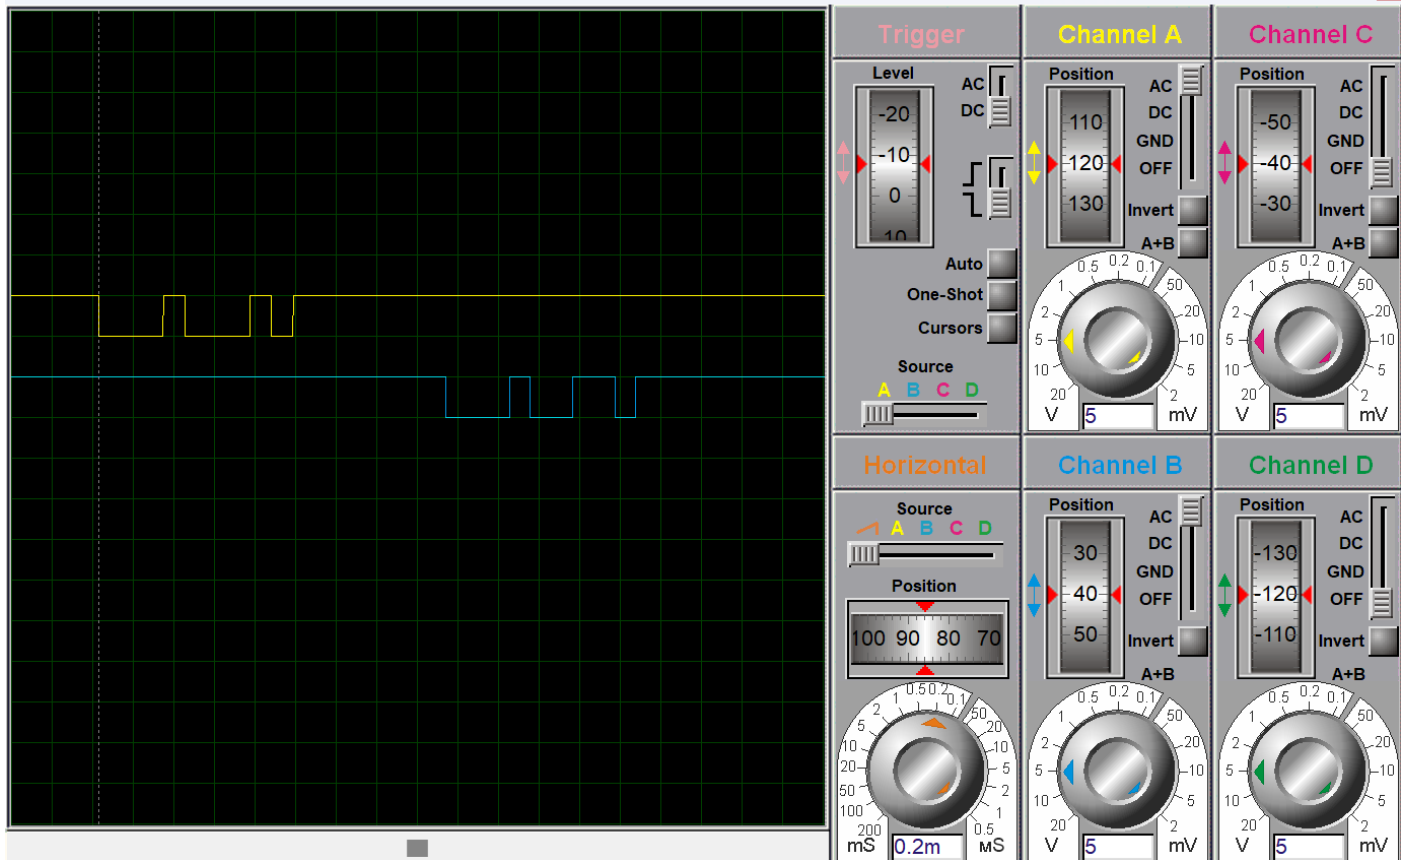 Trigger
Level
AC
DC
-20
-10
0
10
Auto
One-Shot
Cursors
Source
A B C D
Channel A
Position
AC
DC
GND
OFF
110
120
130
Invert
A+B
20
10
5
2
1
0.5
0.2
0.1
50
20
10
5
2
V
5
mV
Channel C
Position
AC
DC
GND
OFF
-50
-40
-30
Invert
A+B
20
10
5
2
1
0.5
0.2
0.1
50
20
10
5
2
V
5
mV
Horizontal
Source
A B C D
Position
100 90 80 70
200
100
50
20
10
5
2
1
0.5
0.2
0.1
50
20
10
5
2
1
0.5
mS
0.2m
мS
Channel B
Position
AC
DC
GND
OFF
30
40
50
Invert
A+B
20
10
5
2
1
0.5
0.2
0.1
50
20
10
5
2
V
5
mV
Channel D
Position
AC
DC
GND
OFF
-130
-120
-110
Invert
A+B
20
10
5
2
1
0.5
0.2
0.1
50
20
10
5
2
V
5
mV